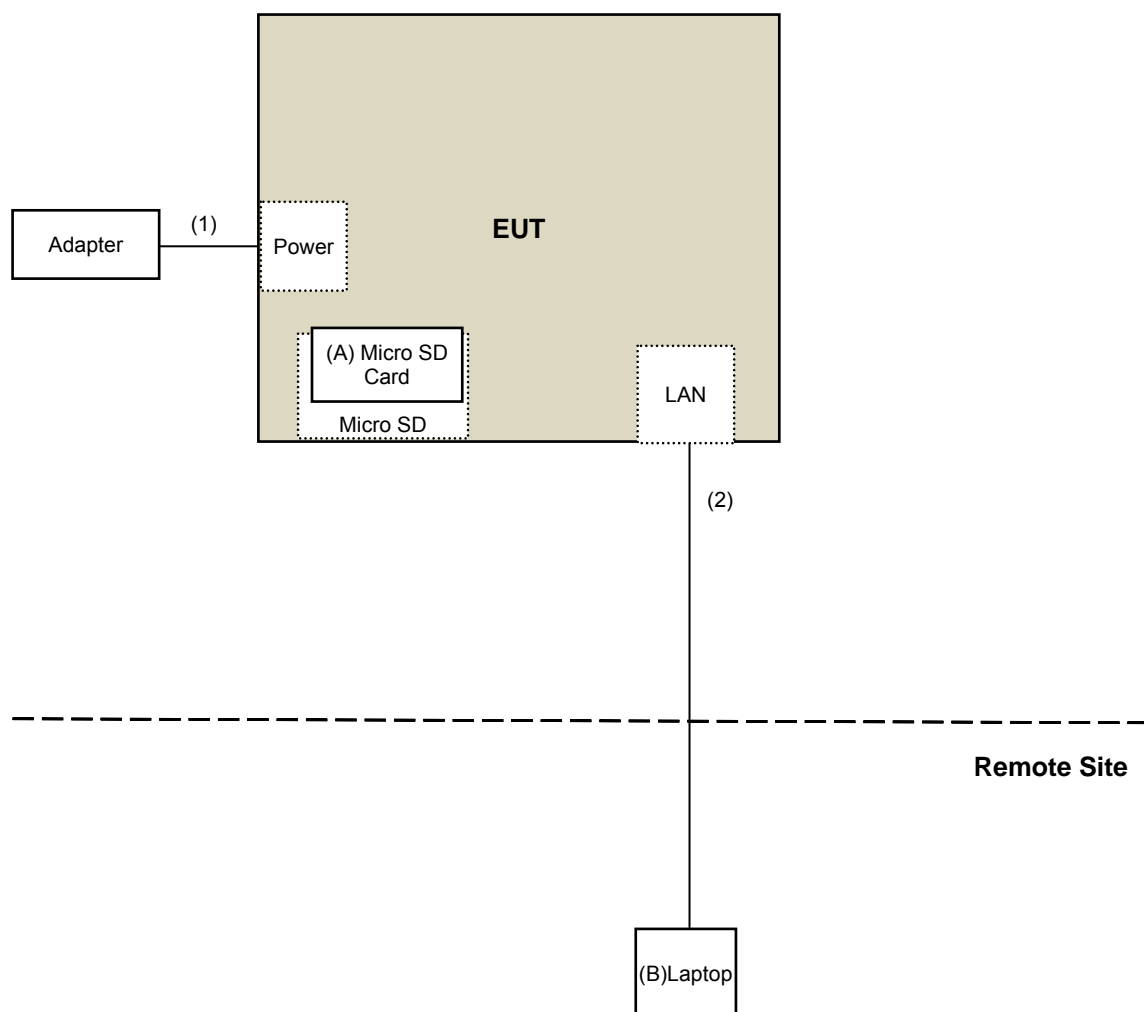 (1)
EUT
Adapter
Power
(A) Micro SD
Card
LAN
Micro SD
(2)
Remote Site
(B)Laptop